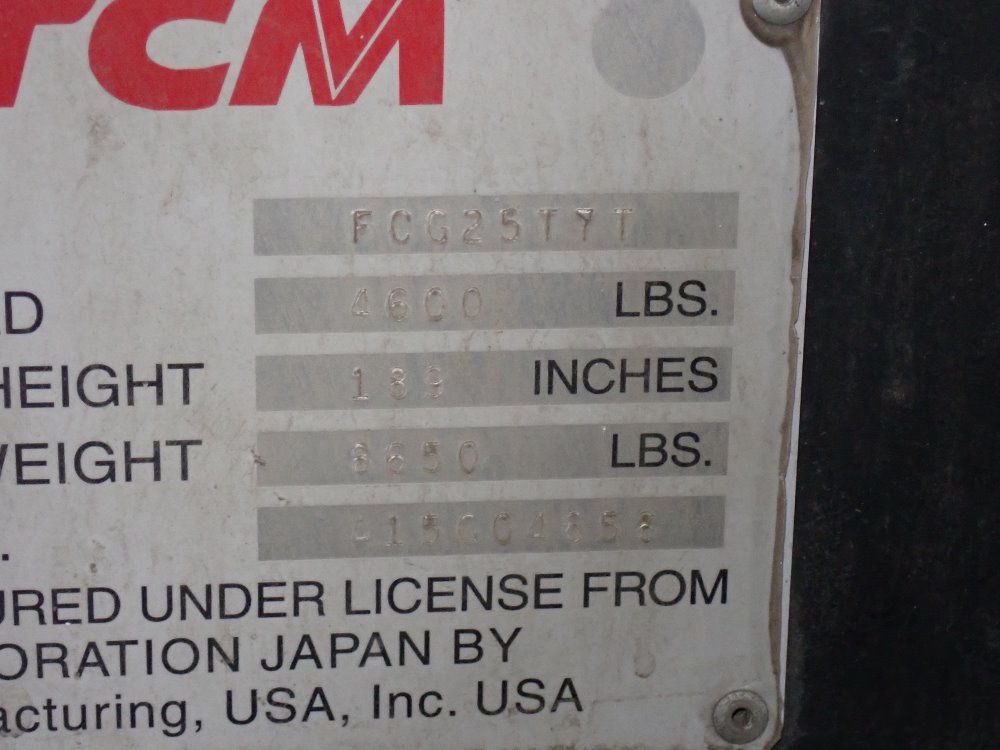 TCM
FCG25T7T
4600 LBS.
HEIGHT 189 INCHES
WEIGHT 8650 LBS.
URED UNDER LICENSE FROM
ORATION JAPAN BY
acturing, USA, Inc. USA